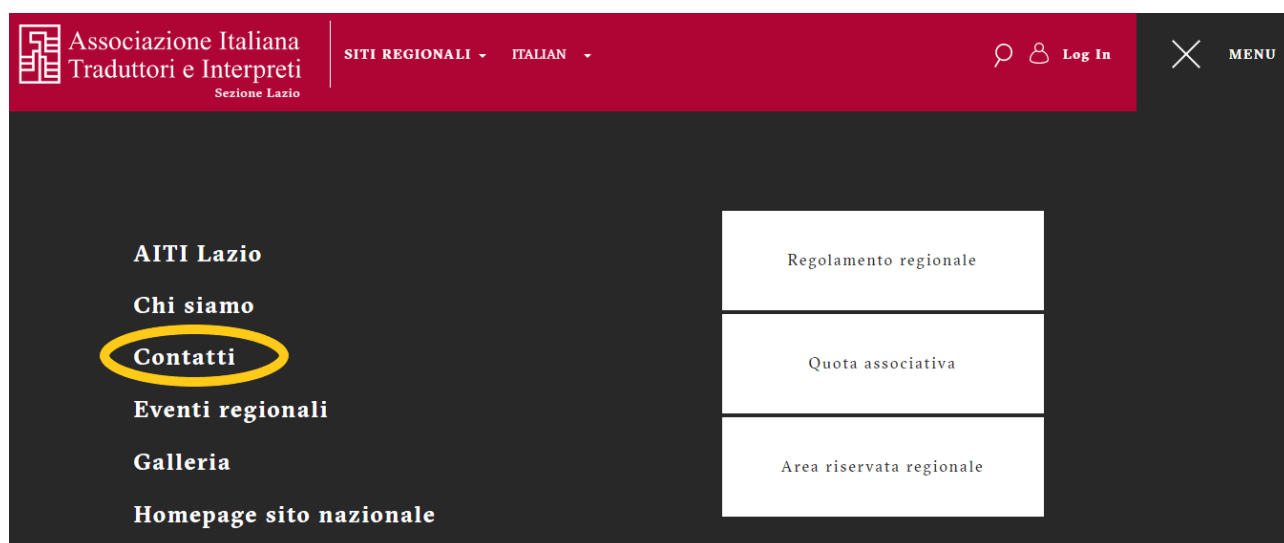 Associazione Italiana
Traduttori e Interpreti
Sezione Lazio
SITI REGIONALI
ITALIAN
Log In
MENU
AITI Lazio
Chi siamo
Contatti
Eventi regionali
Galleria
Homepage sito nazionale
Regolamento regionale
Quota associativa
Area riservata regionale